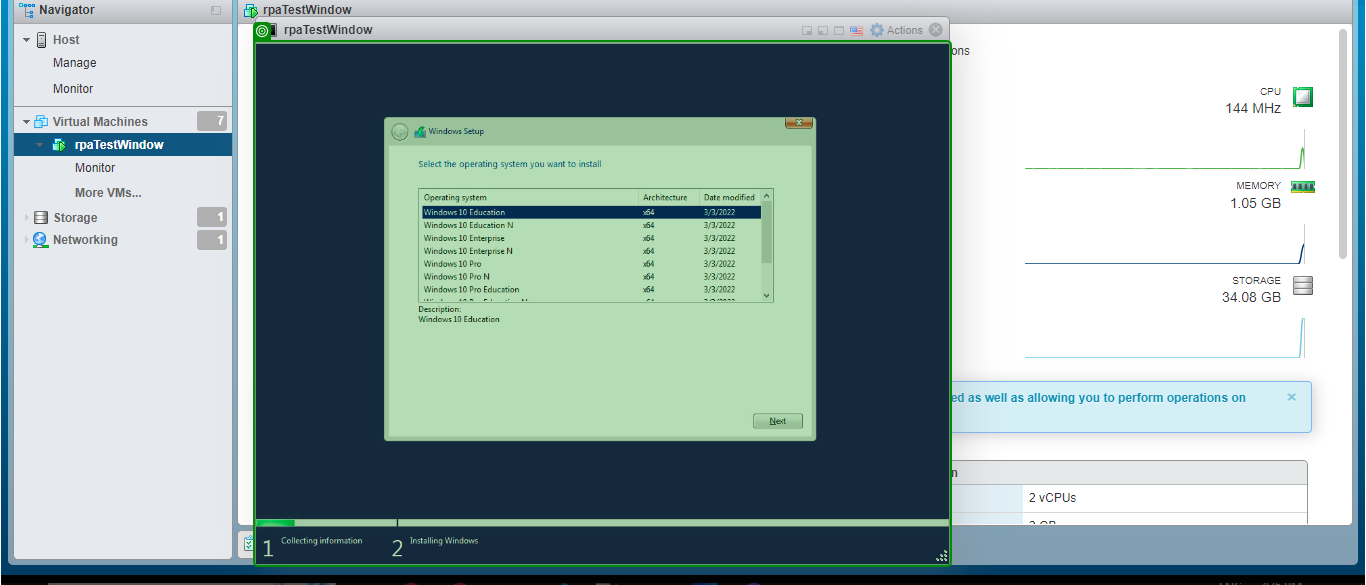 Navigator
Host
Manage
Monitor
Virtual Machines 7
rpaTestWindow
Monitor
More VMs...
Storage 1
Networking 1
rpaTestWindow
rpaTestWindow
Actions
Windows Setup
Select the operating system you want to install
Operating system Architecture Date modified
Windows 10 Education x64 3/3/2022
Windows 10 Education N x64 3/3/2022
Windows 10 Enterprise x64 3/3/2022
Windows 10 Enterprise N x64 3/3/2022
Windows 10 Pro x64 3/3/2022
Windows 10 Pro N x64 3/3/2022
Windows 10 Pro Education x64 3/3/2022
Description:
Windows 10 Education
Next
1 Collecting information
2 Installing Windows
ons
CPU
144 MHz
MEMORY
1.05 GB
STORAGE
34.08 GB
ed as well as allowing you to perform operations on
2 vCPUs